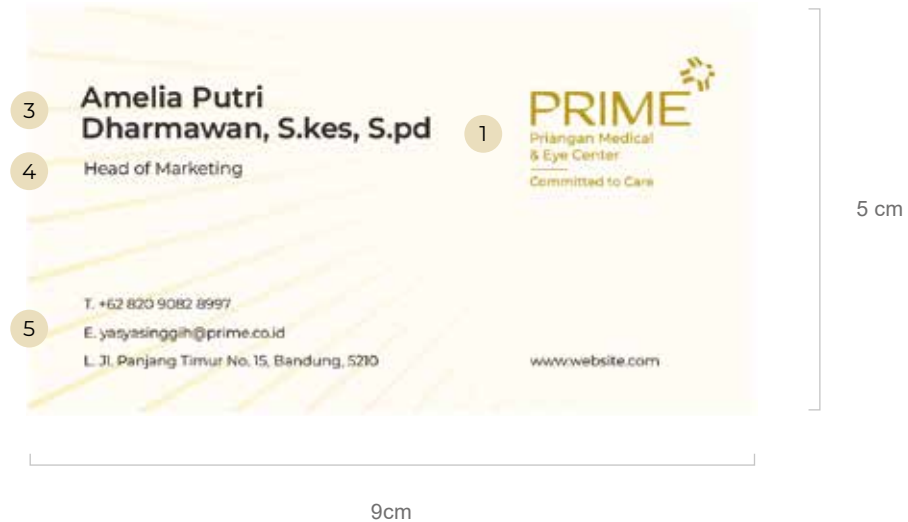 3
Amelia Putri
Dharmawan, S.kes, S.pd
4
Head of Marketing
1
PRIME
Priangan Medical
& Eye Center
Committed to Care
5 cm
5
T. +62 820 9082 8997
E. yasyasinggih@prime.co.id
L. Jl. Panjang Timur No. 15, Bandung, 5210
www.website.com
9cm